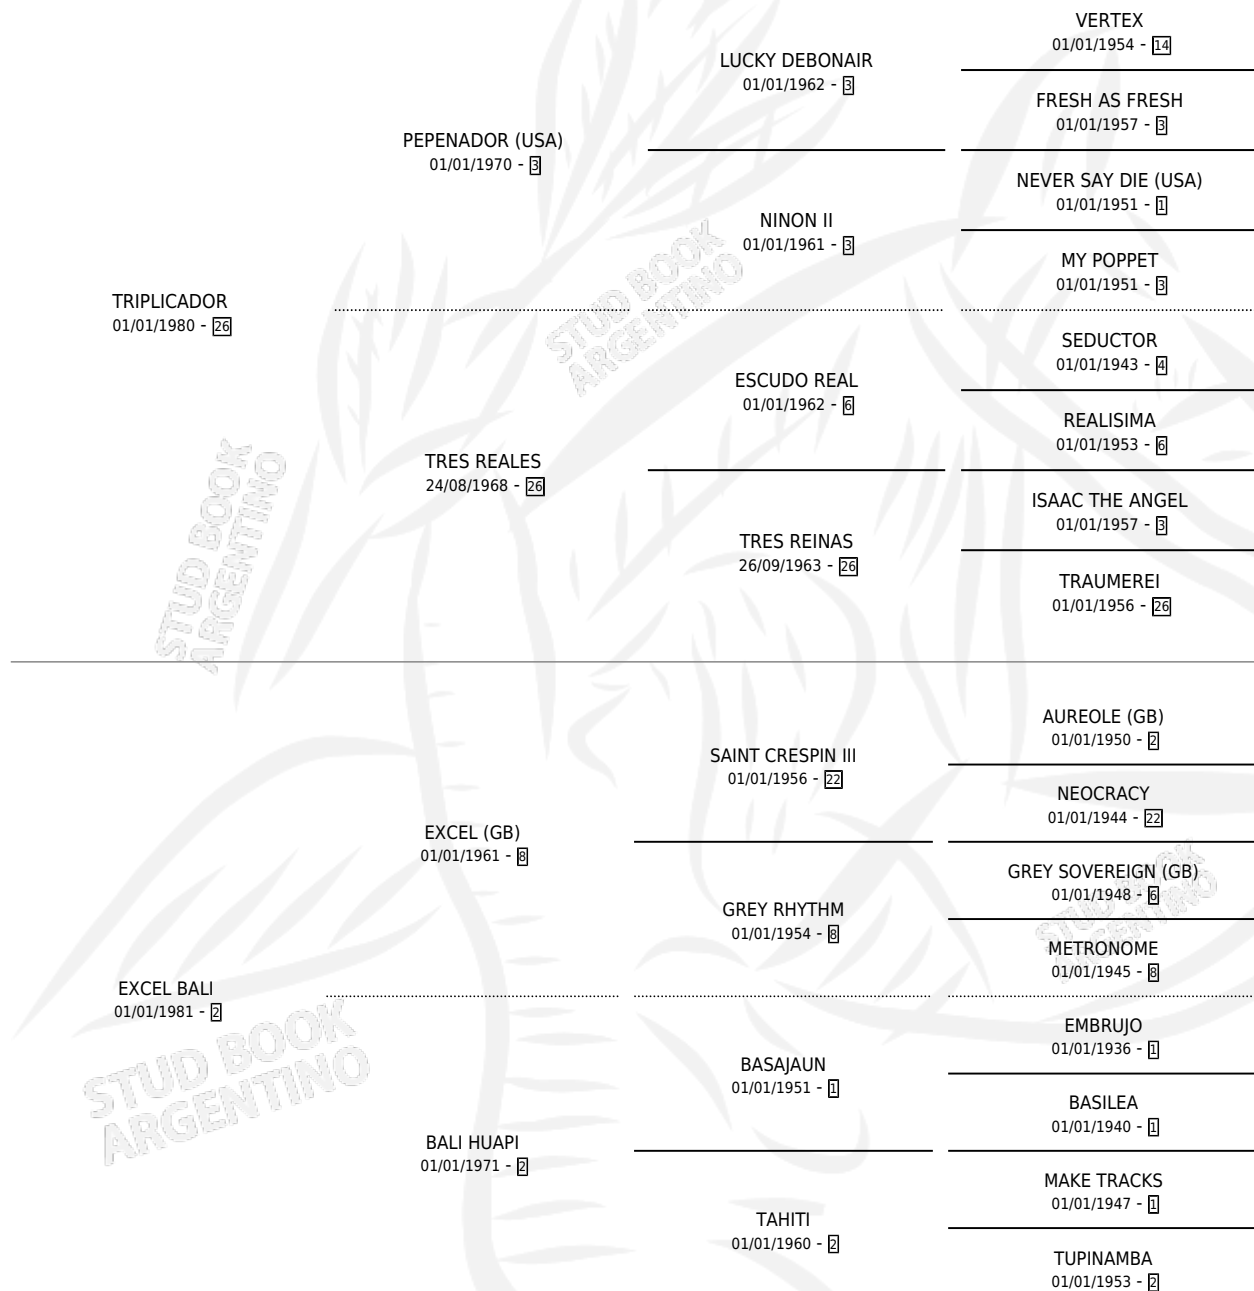 VERTEX
01/01/1954 - 14
LUCKY DEBONAIR
01/01/1962 - 3
FRESH AS FRESH
01/01/1957 - 3
PEPENADOR (USA)
01/01/1970 - 3
NEVER SAY DIE (USA)
01/01/1951 - 1
NINON II
01/01/1961 - 3
MY POPPET
01/01/1951 - 3
TRIPLICADOR
01/01/1980 - 26
SEDUCTOR
01/01/1943 - 4
ESCUDO REAL
01/01/1962 - 6
REALISIMA
01/01/1953 - 6
TRES REALES
24/08/1968 - 26
ISAAC THE ANGEL
01/01/1957 - 3
TRES REINAS
26/09/1963 - 26
TRAUMEREI
01/01/1956 - 26
STUD BOOK
ARGENTINO
STUD BOOK
ARGENTINO
AUREOLE (GB)
01/01/1950 - 2
SAINT CRESPIN III
01/01/1956 - 22
NEOCRACY
01/01/1944 - 22
EXCEL (GB)
01/01/1961 - 8
GREY SOVEREIGN (GB)
01/01/1948 - 6
GREY RHYTHM
01/01/1954 - 8
METRONOME
01/01/1945 - 8
STUD BOOK
ARGENTINO
EXCEL BALI
01/01/1981 - 2
EMBRUJO
01/01/1936 - 1
BASAJAUN
01/01/1951 - 1
BASILEA
01/01/1940 - 1
STUD BOOK
ARGENTINO
BALI HUAPI
01/01/1971 - 2
MAKE TRACKS
01/01/1947 - 1
TAHITI
01/01/1960 - 2
TUPINAMBA
01/01/1953 - 2